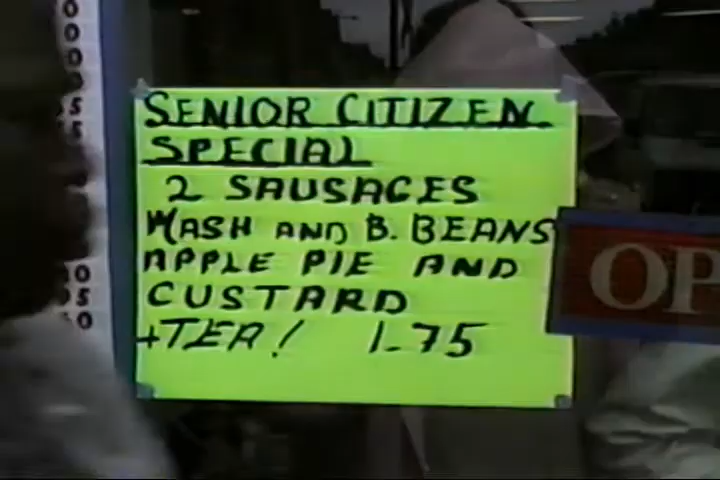 SENIOR CITIZEN
SPECIAL
2 SAUSAGES
MASH AND B. BEANS
APPLE PIE AND
CUSTARD
+TEA! 1-75
OP